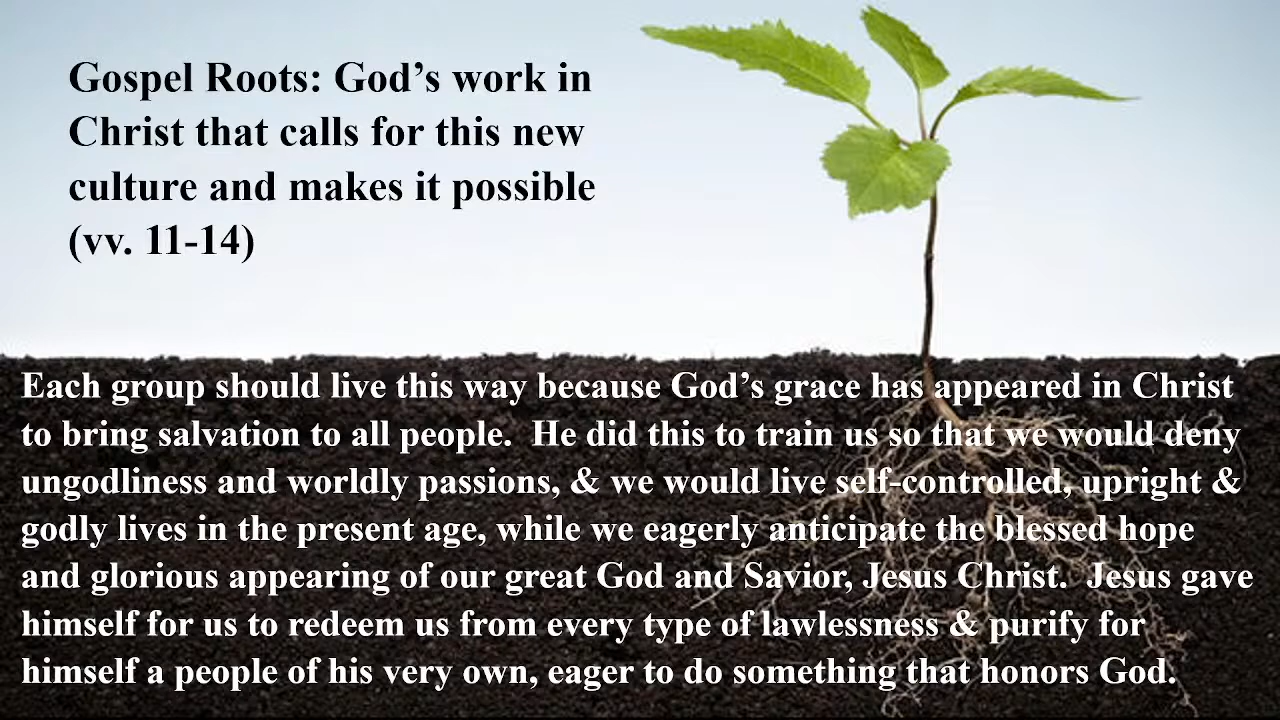 Gospel Roots: God’s work in
Christ that calls for this new
culture and makes it possible
(vv. 11-14)
Each group should live this way because God’s grace has appeared in Christ
to bring salvation to all people.  He did this to train us so that we would deny
ungodliness and worldly passions, & we would live self-controlled, upright &
godly lives in the present age, while we eagerly anticipate the blessed hope
and glorious appearing of our great God and Savior, Jesus Christ.  Jesus gave
himself for us to redeem us from every type of lawlessness & purify for
himself a people of his very own, eager to do something that honors God.